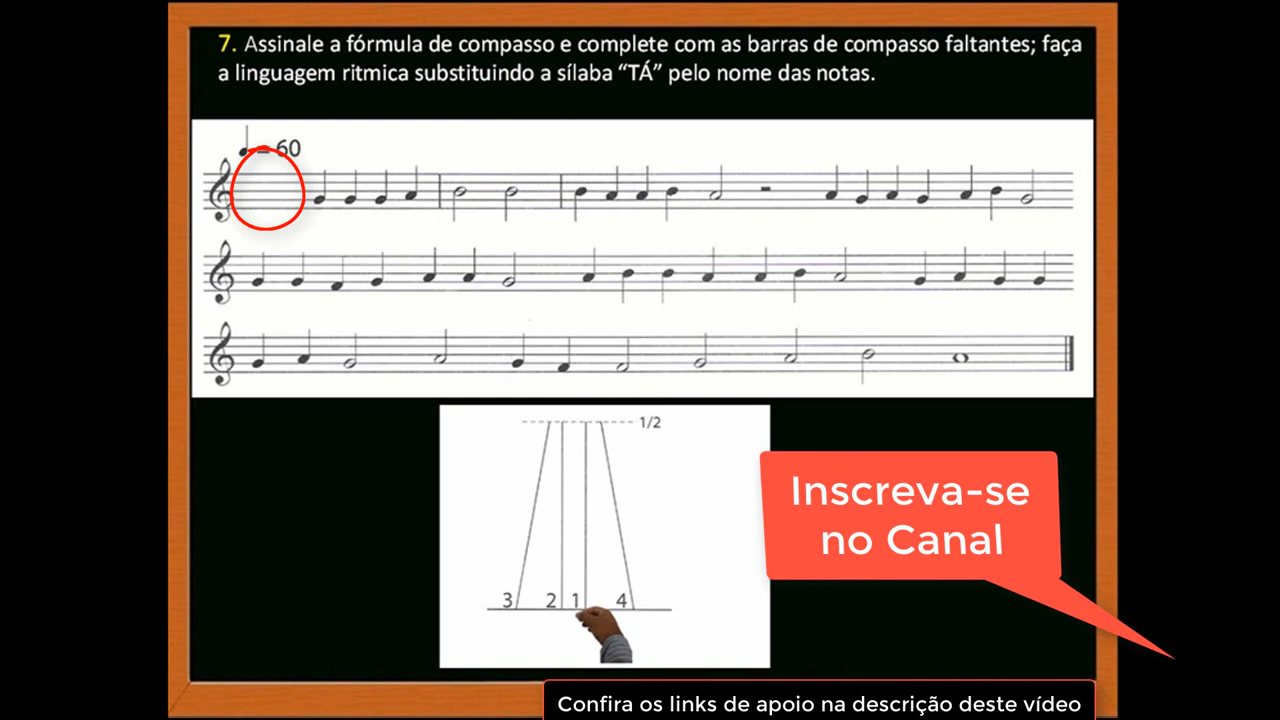 7. Assinale a fórmula de compasso e complete com as barras de compasso faltantes; faça
a linguagem ritmica substituindo a sílaba “TÁ” pelo nome das notas.
= 60
1/2
3 2 1 4
Inscreva-se
no Canal
Confira os links de apoio na descrição deste vídeo